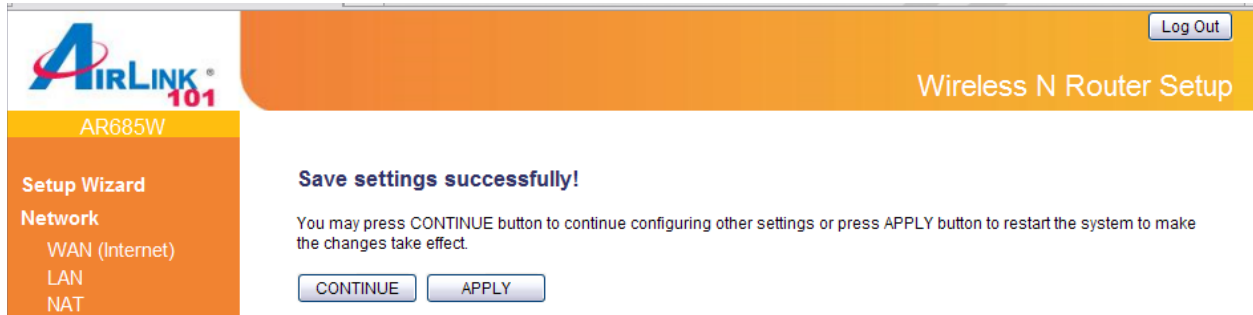 Log Out
AIRLINK®
101
Wireless N Router Setup
AR685W
Setup Wizard
Network
WAN (Internet)
LAN
NAT
Save settings successfully!
You may press CONTINUE button to continue configuring other settings or press APPLY button to restart the system to make
the changes take effect.
CONTINUE
APPLY